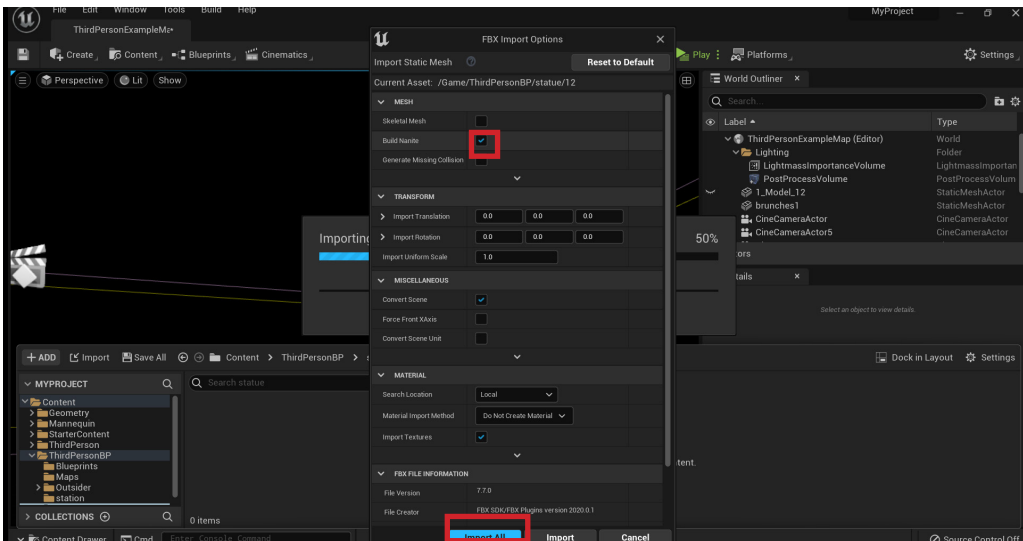 File Edit Window Tools Build Help
MyProject
ThirdPersonExampleMa•
Create Content Blueprints Cinematics
Play Platforms
Settings
Perspective Lit Show
FBX Import Options
Import Static Mesh
Reset to Default
Current Asset: /Game/ThirdPersonBP/statue/12
MESH
Skeletal Mesh
Build Nanite
Generate Missing Collision
TRANSFORM
Import Translation 0.0 0.0 0.0
Import Rotation 0.0 0.0 0.0
Import Uniform Scale 1.0
MISCELLANEOUS
Convert Scene
Force Front XAxis
Convert Scene Unit
MATERIAL
Search Location Local
Material Import Method Do Not Create Material
Import Textures
FBX FILE INFORMATION
File Version 7.7.0
File Creator FBX SDK/FBX Plugins version 2020.0.1
Import All Import Cancel
Importing
50%
World Outliner
Search...
Label Type
ThirdPersonExampleMap (Editor) World
Lighting Folder
LightmassImportanceVolume LightmassImportan
PostProcessVolume PostProcessVolum
1_Model_12 StaticMeshActor
brunches1 StaticMeshActor
CineCameraActor CineCameraActor
CineCameraActor5 CineCameraActor
ors
tails
Select an object to view details.
+ ADD Import Save All Content > ThirdPersonBP > s
Dock in Layout Settings
MYPROJECT
Search statue
Content
Geometry
Mannequin
StarterContent
ThirdPerson
ThirdPersonBP
Blueprints
Maps
Outsider
station
tent.
COLLECTIONS
0 items
Content Drawer Cmd Enter Console Command
Source Control Off